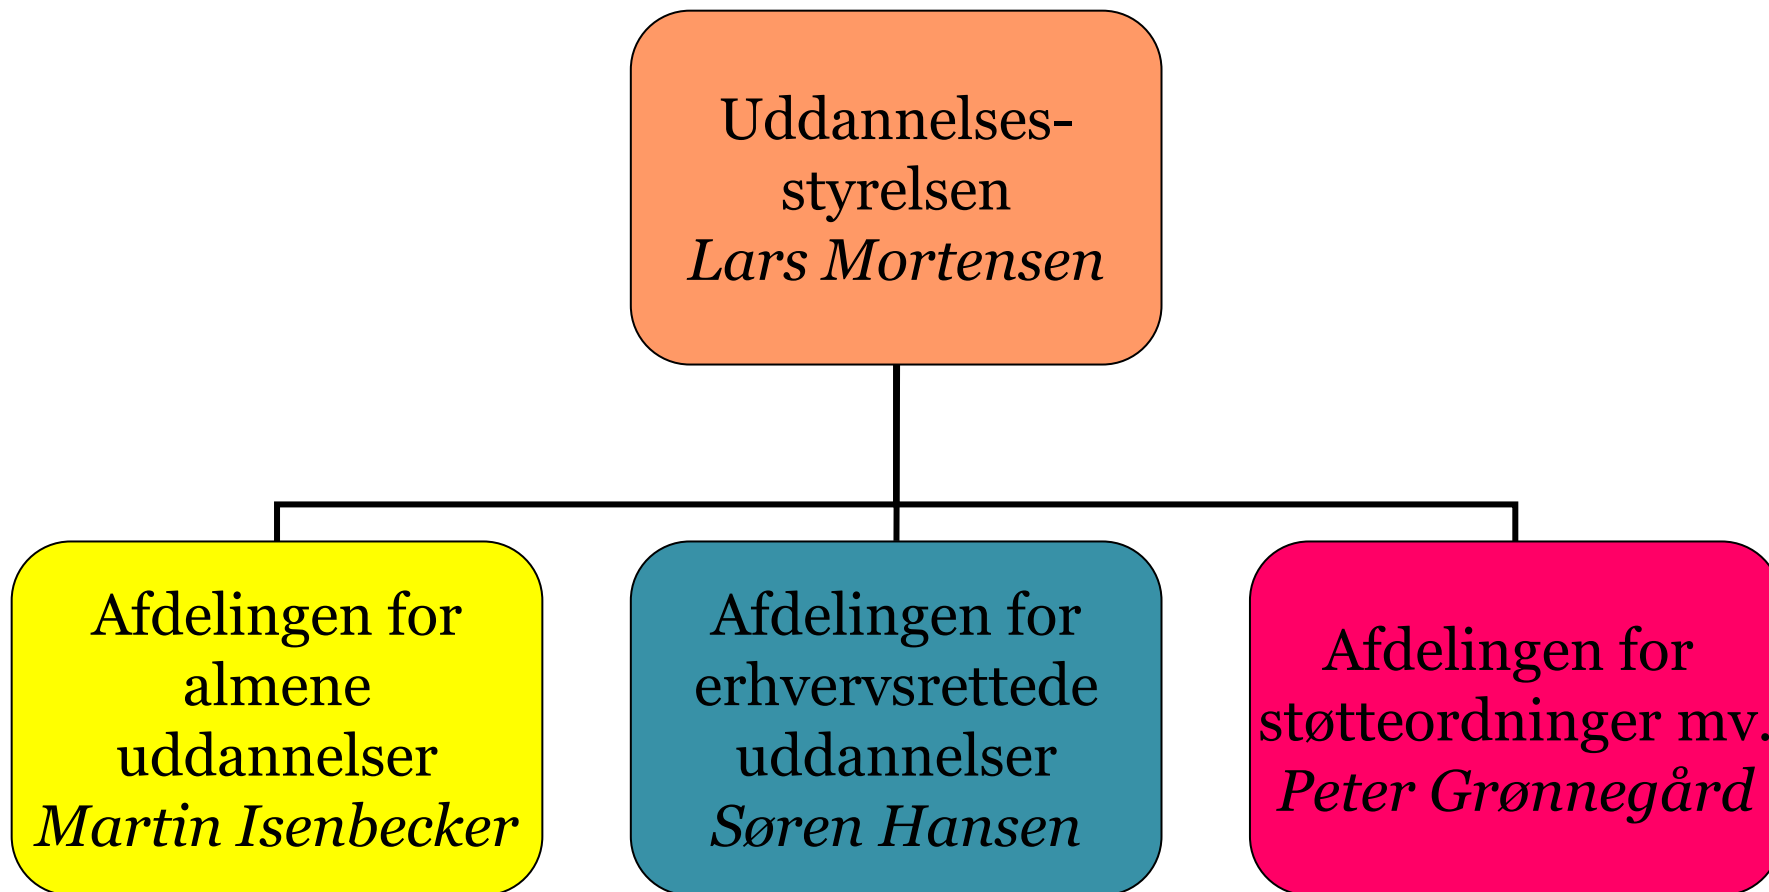 Uddannelses-
styrelsen
Lars Mortensen
Afdelingen for
almene
uddannelser
Martin Isenbecker
Afdelingen for
erhvervsrettede
uddannelser
Søren Hansen
Afdelingen for
støtteordninger mv.
Peter Grønnegård